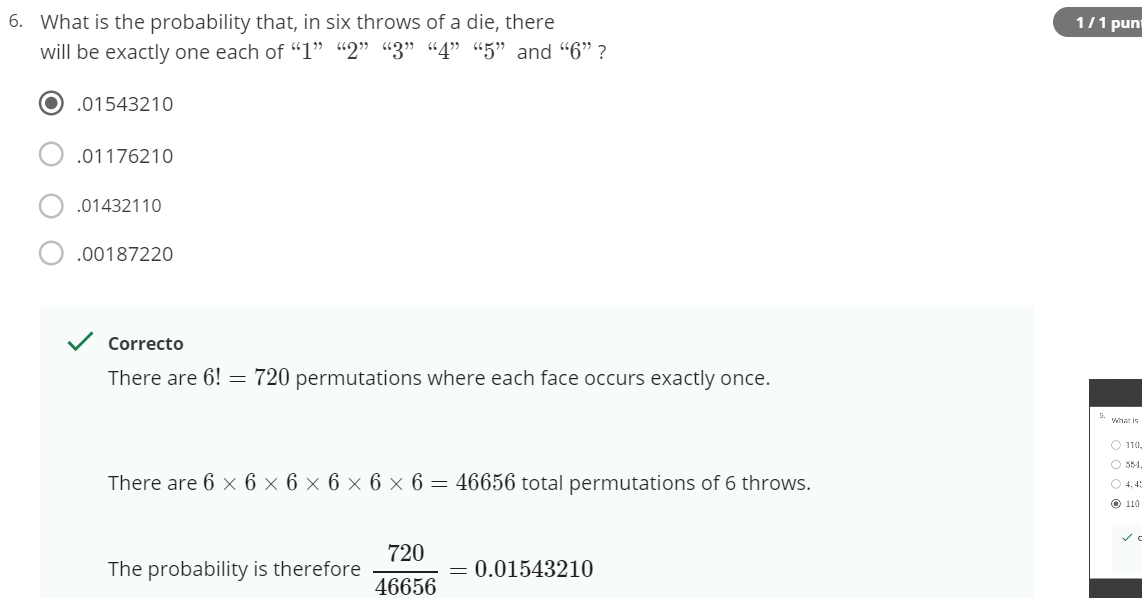 6. What is the probability that, in six throws of a die, there
will be exactly one each of “1” “2” “3” “4” “5” and “6” ?
1 / 1 pun
.01543210
.01176210
.01432110
.00187220
Correcto
There are 6! = 720 permutations where each face occurs exactly once.
There are 6 × 6 × 6 × 6 × 6 × 6 = 46656 total permutations of 6 throws.
The probability is therefore 720/46656 = 0.01543210
5. What is
110,
554,
110